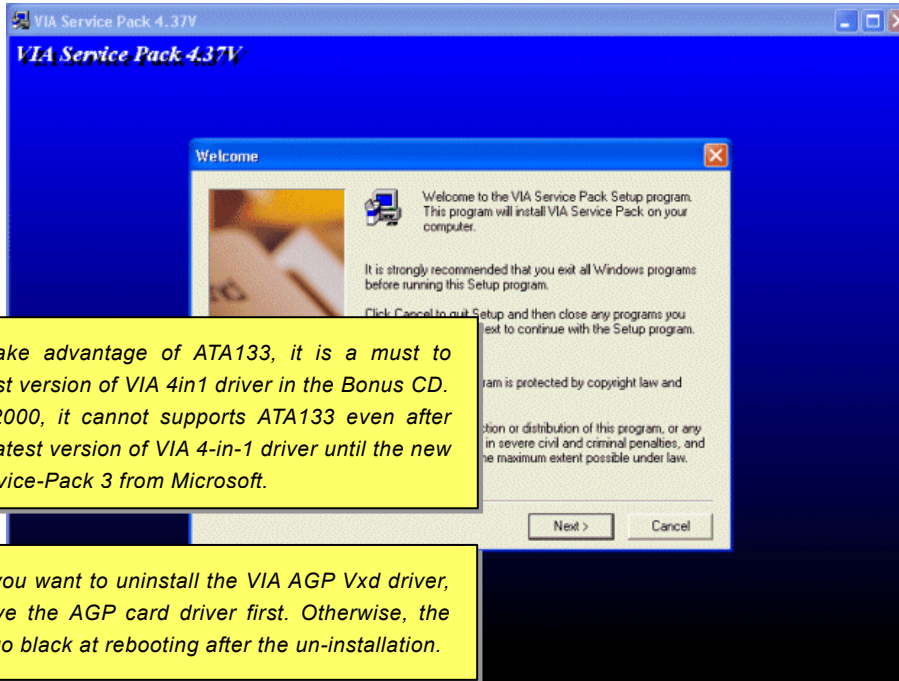 VIA Service Pack 4.37V
VIA Service Pack 4.37V
Welcome
Welcome to the VIA Service Pack Setup program.
This program will install VIA Service Pack on your
computer.
It is strongly recommended that you exit all Windows programs
before running this Setup program.
Click Cancel to quit Setup and then close any programs you
ext to continue with the Setup program.
ram is protected by copyright law and
ction or distribution of this program, or any
in severe civil and criminal penalties, and
e maximum extent possible under law.
Next >
Cancel
ake advantage of ATA133, it is a must to
st version of VIA 4in1 driver in the Bonus CD.
2000, it cannot supports ATA133 even after
atest version of VIA 4-in-1 driver until the new
vice-Pack 3 from Microsoft.
you want to uninstall the VIA AGP Vxd driver,
ve the AGP card driver first. Otherwise, the
go black at rebooting after the un-installation.